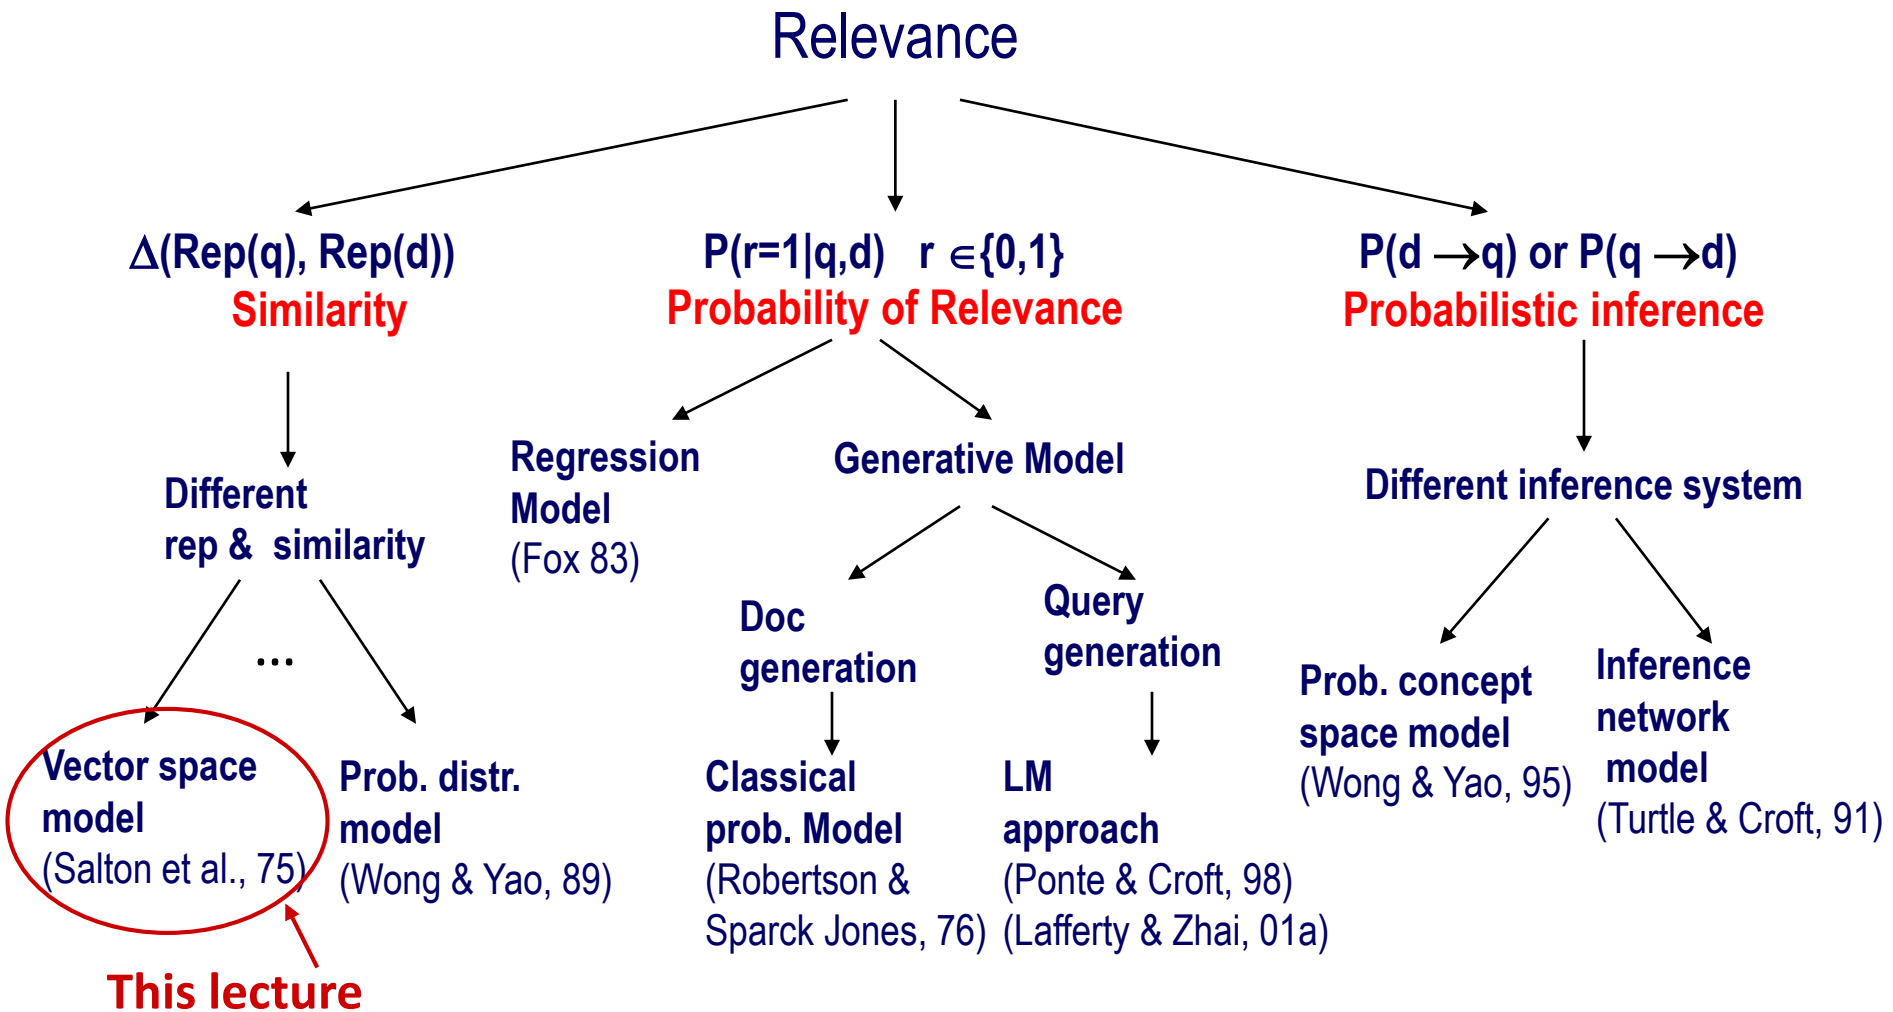 Relevance
Δ(Rep(q), Rep(d))
Similarity
P(r=1|q,d) r ∈{0,1}
Probability of Relevance
P(d →q) or P(q →d)
Probabilistic inference
Different
rep & similarity
Regression
Model
(Fox 83)
Generative Model
Different inference system
…
Doc
generation
Query
generation
Vector space
model
(Salton et al., 75)
Prob. distr.
model
(Wong & Yao, 89)
Classical
prob. Model
(Robertson &
Sparck Jones, 76)
LM
approach
(Ponte & Croft, 98)
(Lafferty & Zhai, 01a)
Prob. concept
space model
(Wong & Yao, 95)
Inference
network
model
(Turtle & Croft, 91)
This lecture